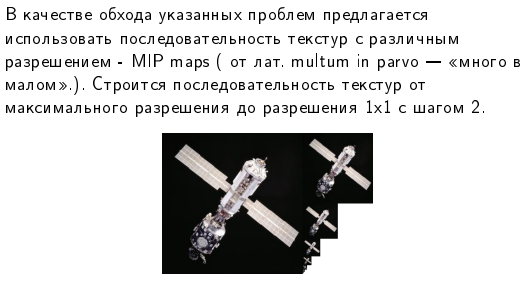 В качестве обхода указанных проблем предлагается
использовать последовательность текстур с различным
разрешением - MIP maps ( от лат. multum in parvo — «много в
малом».). Строится последовательность текстур от
максимального разрешения до разрешения 1x1 с шагом 2.